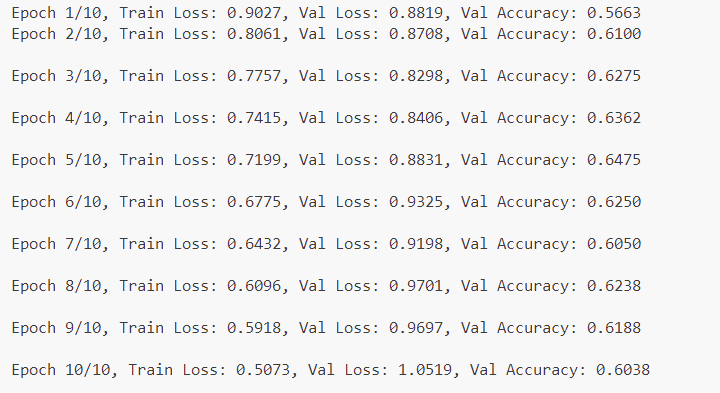 Epoch 1/10, Train Loss: 0.9027, Val Loss: 0.8819, Val Accuracy: 0.5663
Epoch 2/10, Train Loss: 0.8061, Val Loss: 0.8708, Val Accuracy: 0.6100
Epoch 3/10, Train Loss: 0.7757, Val Loss: 0.8298, Val Accuracy: 0.6275
Epoch 4/10, Train Loss: 0.7415, Val Loss: 0.8406, Val Accuracy: 0.6362
Epoch 5/10, Train Loss: 0.7199, Val Loss: 0.8831, Val Accuracy: 0.6475
Epoch 6/10, Train Loss: 0.6775, Val Loss: 0.9325, Val Accuracy: 0.6250
Epoch 7/10, Train Loss: 0.6432, Val Loss: 0.9198, Val Accuracy: 0.6050
Epoch 8/10, Train Loss: 0.6096, Val Loss: 0.9701, Val Accuracy: 0.6238
Epoch 9/10, Train Loss: 0.5918, Val Loss: 0.9697, Val Accuracy: 0.6188
Epoch 10/10, Train Loss: 0.5073, Val Loss: 1.0519, Val Accuracy: 0.6038